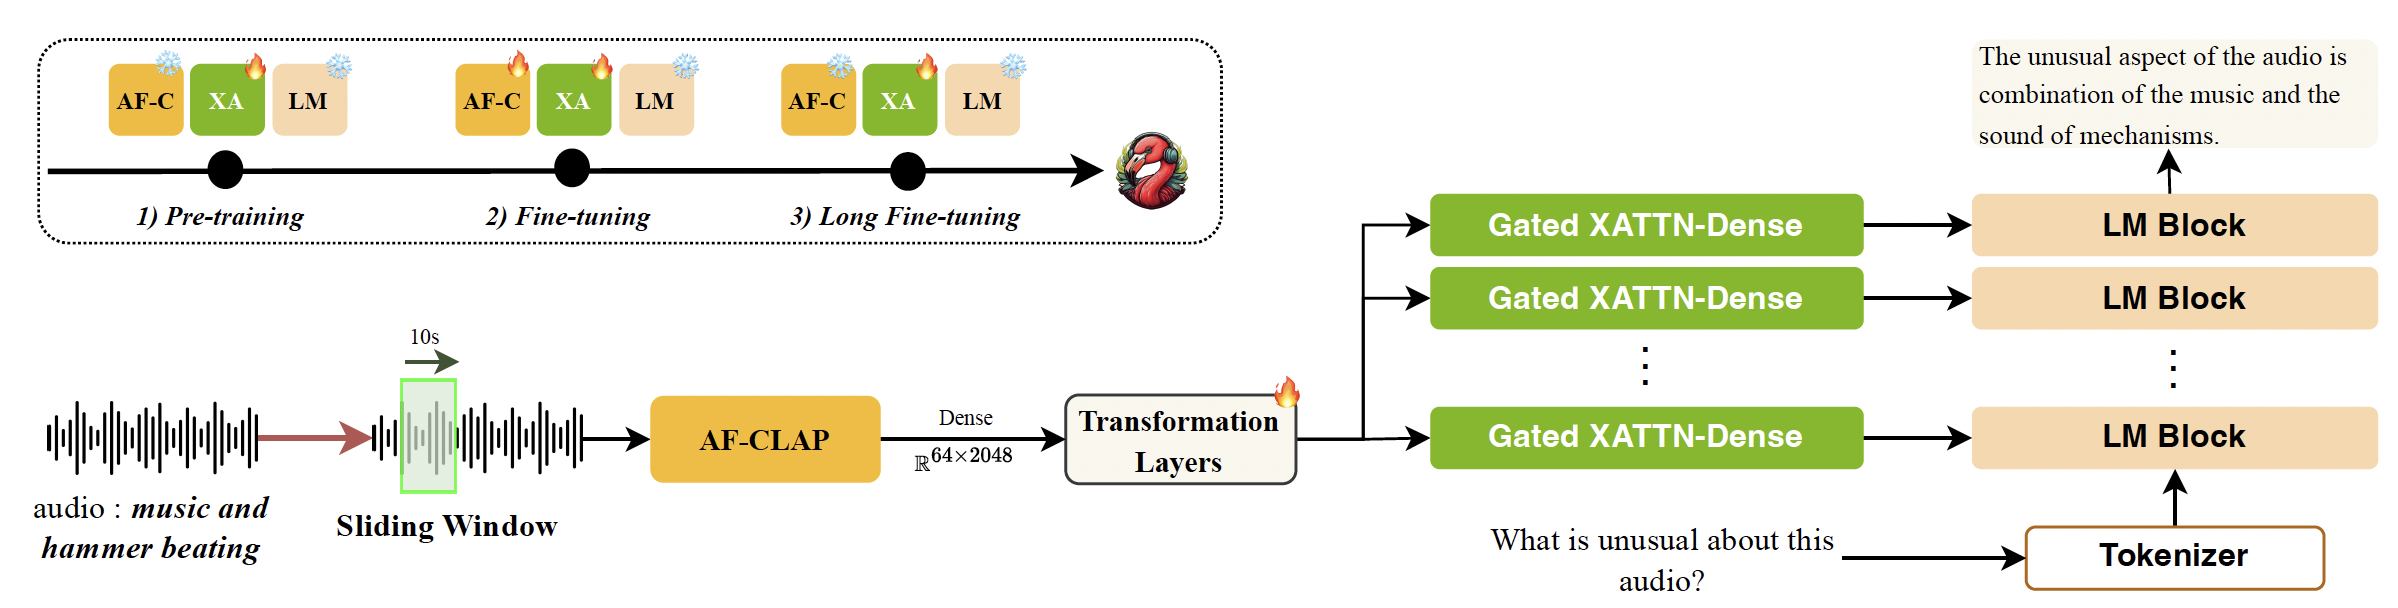 AF-C XA LM
AF-C XA LM
AF-C XA LM
1) Pre-training
2) Fine-tuning
3) Long Fine-tuning
10s
audio : music and
hammer beating
Sliding Window
AF-CLAP
Dense
ℝ^64×2048
Transformation
Layers
Gated XATTN-Dense
Gated XATTN-Dense
⋮
Gated XATTN-Dense
The unusual aspect of the audio is
combination of the music and the
sound of mechanisms.
LM Block
LM Block
⋮
LM Block
What is unusual about this
audio?
Tokenizer